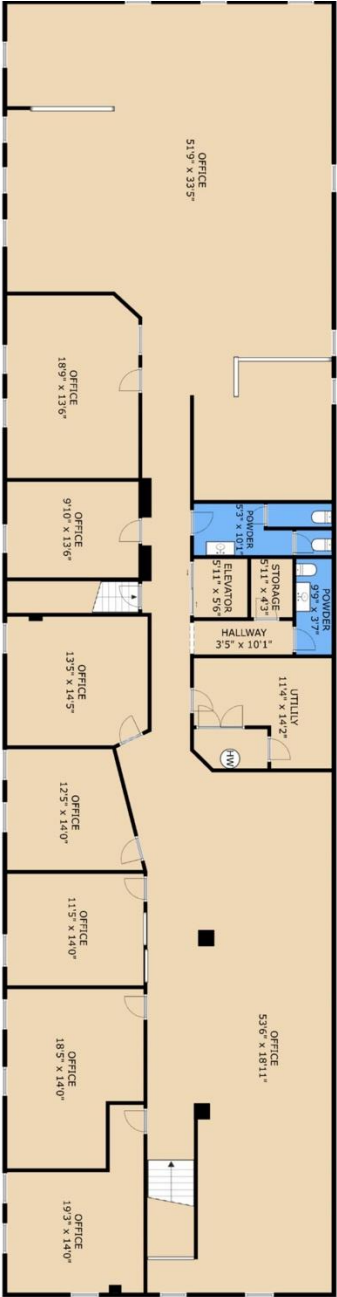 OFFICE
51'9" x 33'5"
OFFICE
18'9" x 13'6"
OFFICE
9'10" x 13'6"
POWDER
5'3" x 10'1"
ELEVATOR
5'11" x 5'6"
STORAGE
5'11" x 4'3"
POWDER
9'9" x 3'7"
HALLWAY
3'5" x 10'1"
OFFICE
13'5" x 14'5"
UTILILY
11'4" x 14'2"
HW
OFFICE
12'5" x 14'0"
OFFICE
11'5" x 14'0"
OFFICE
53'6" x 18'11"
OFFICE
18'5" x 14'0"
OFFICE
19'3" x 14'0"